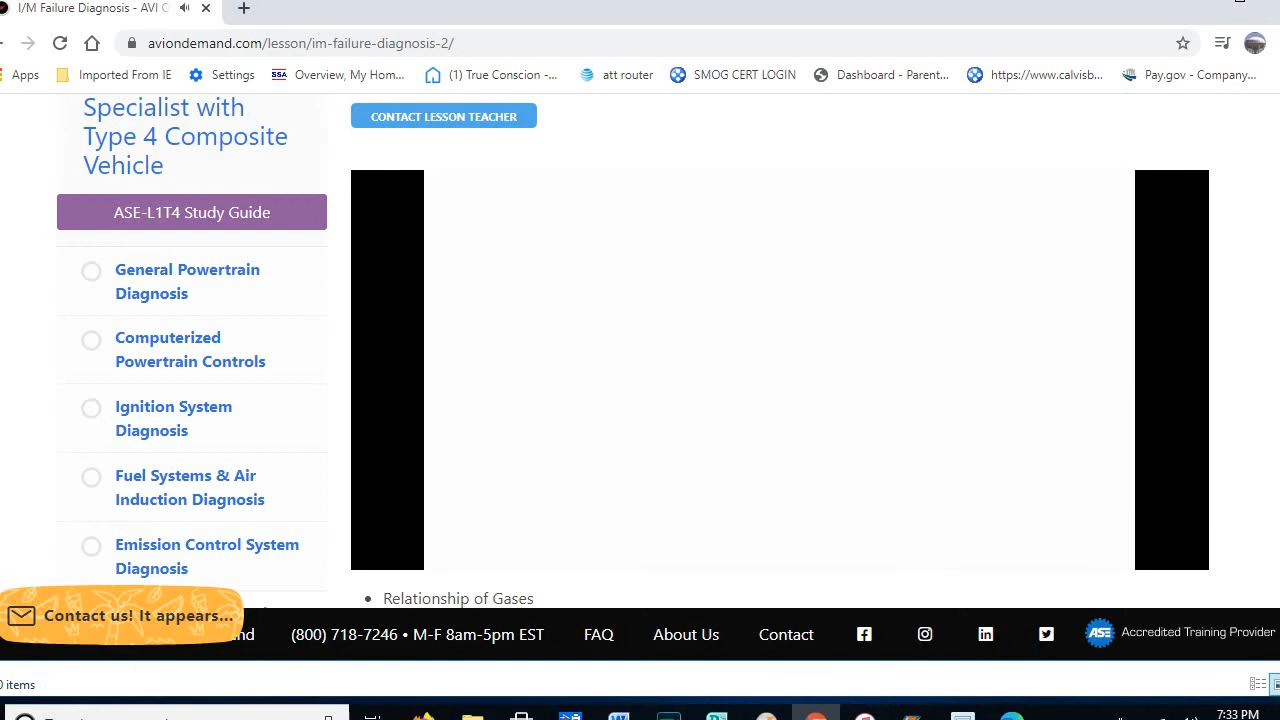 I/M Failure Diagnosis - AVI O
aviondemand.com/lesson/im-failure-diagnosis-2/
Apps Imported From IE Settings SSA Overview, My Hom... (1) True Conscion -... att router SMOG CERT LOGIN Dashboard - Parent... https://www.calvisb... Pay.gov - Company...
Specialist with
Type 4 Composite
Vehicle
CONTACT LESSON TEACHER
ASE-L1T4 Study Guide
General Powertrain
Diagnosis
Computerized
Powertrain Controls
Ignition System
Diagnosis
Fuel Systems & Air
Induction Diagnosis
Emission Control System
Diagnosis
• Relationship of Gases
Contact us! It appears...
nd (800) 718-7246 • M-F 8am-5pm EST FAQ About Us Contact ASE Accredited Training Provider
0 items
7:33 PM